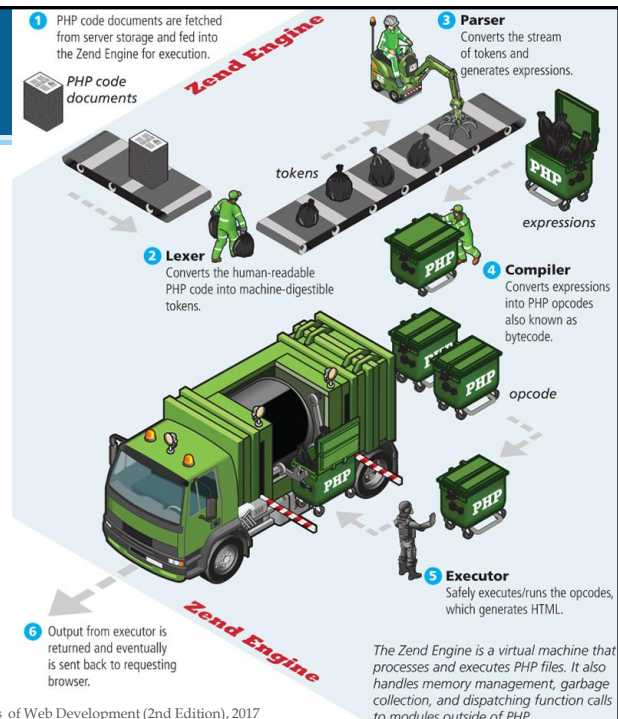 1 PHP code documents are fetched
from server storage and fed into
the Zend Engine for execution.
PHP code
documents
Zend Engine
3 Parser
Converts the stream
of tokens and
generates expressions.
tokens
PHP
expressions
2 Lexer
Converts the human-readable
PHP code into machine-digestible
tokens.
PHP
4 Compiler
Converts expressions
into PHP opcodes
also known as
bytecode.
PHP
PHP
opcode
PHP
PHP
5 Executor
Safely executes/runs the opcodes,
which generates HTML.
Zend Engine
6 Output from executor is
returned and eventually
is sent back to requesting
browser.
The Zend Engine is a virtual machine that
processes and executes PHP files. It also
handles memory management, garbage
collection, and dispatching function calls
to modules outside of PHP.
of Web Development (2nd Edition), 2017